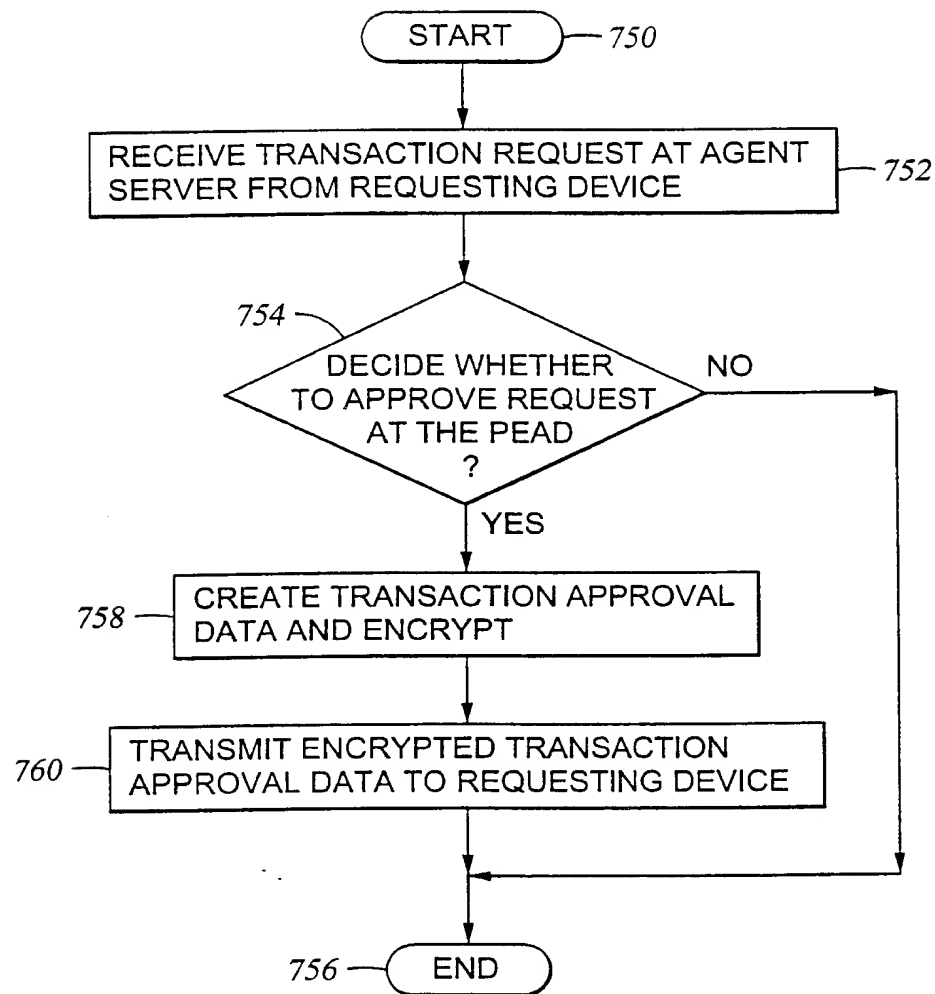 START
750
RECEIVE TRANSACTION REQUEST AT AGENT
SERVER FROM REQUESTING DEVICE
752
754
DECIDE WHETHER
TO APPROVE REQUEST
AT THE PEAD
?
NO
YES
758
CREATE TRANSACTION APPROVAL
DATA AND ENCRYPT
760
TRANSMIT ENCRYPTED TRANSACTION
APPROVAL DATA TO REQUESTING DEVICE
756
END